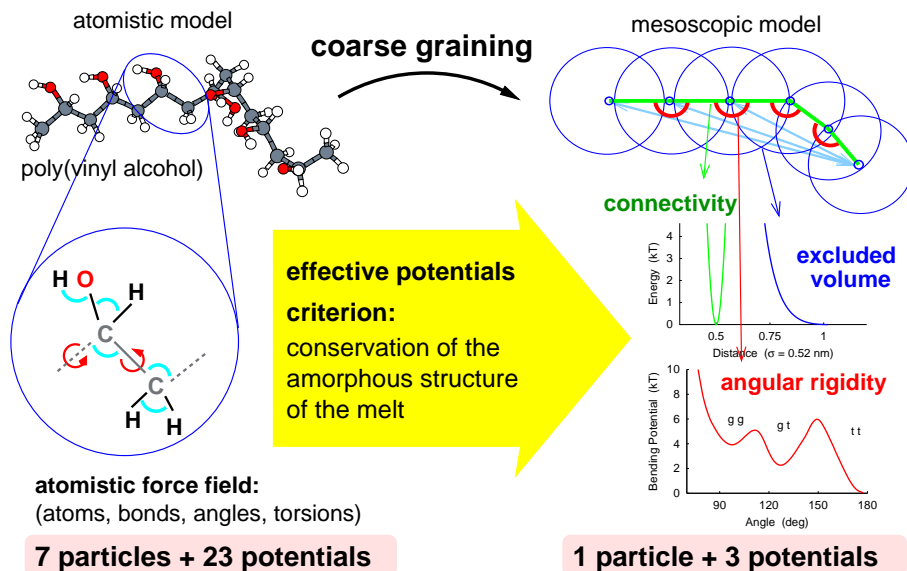 atomistic model
coarse graining
mesoscopic model
poly(vinyl alcohol)
H O H
C
C
H
H
atomistic force field:
(atoms, bonds, angles, torsions)
7 particles + 23 potentials
effective potentials
criterion:
conservation of the
amorphous structure
of the melt
connectivity
excluded
volume
Energy (kT)
4
3
2
1
0
0.5 0.75 1
Distance (σ = 0.52 nm)
angular rigidity
Bending Potential (kT)
10
8
6
4
2
0
g g
g t
t t
90 120 150 180
Angle (deg)
1 particle + 3 potentials